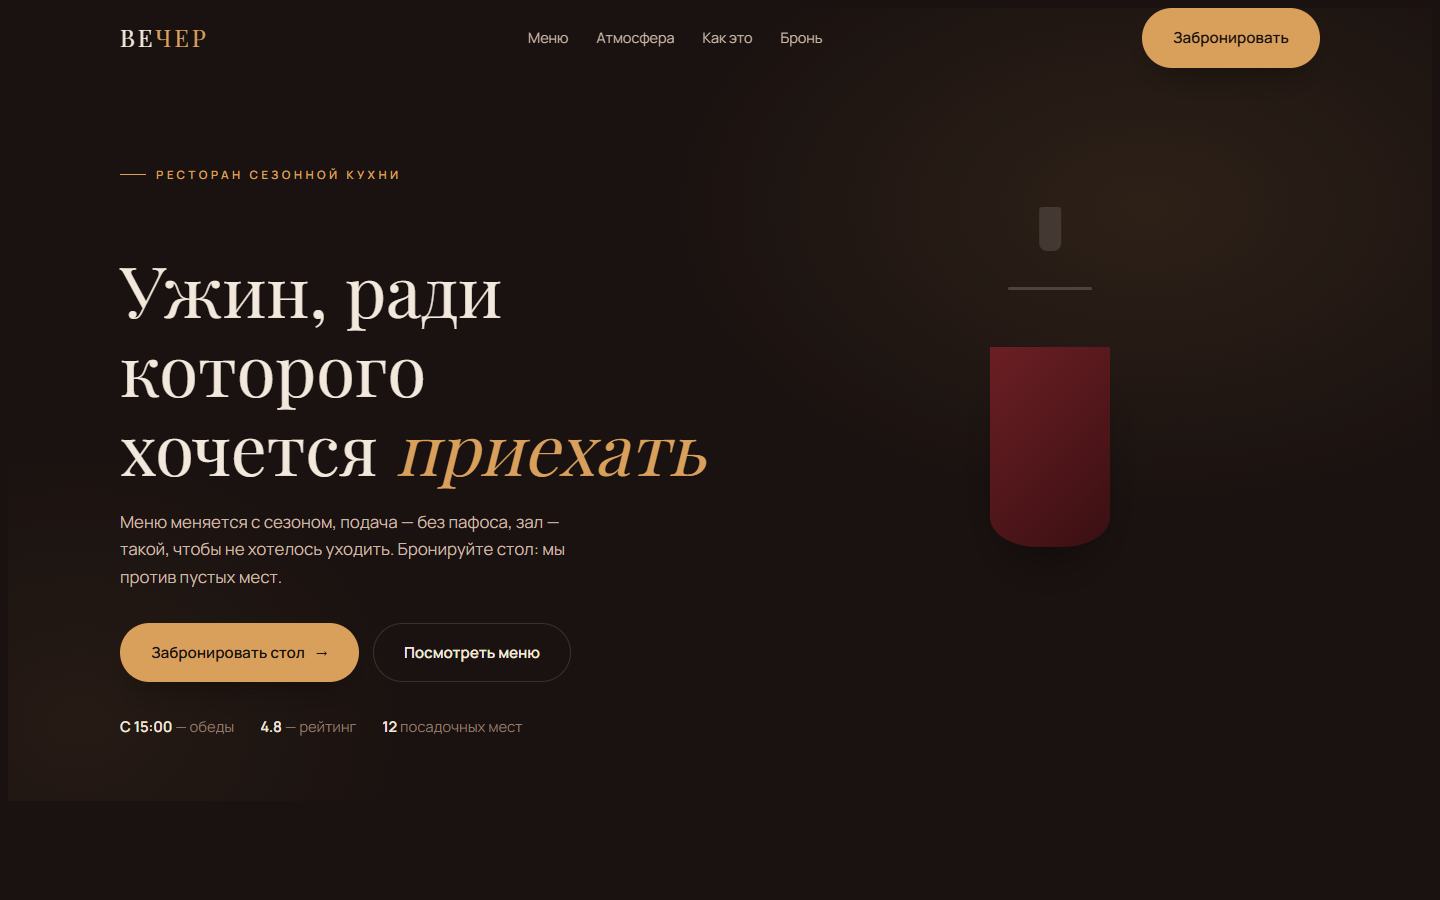 ВЕЧЕР
Меню
Атмосфера
Как это
Бронь
Забронировать
РЕСТОРАН СЕЗОННОЙ КУХНИ
Ужин, ради
которого
хочется приехать
Меню меняется с сезоном, подача — без пафоса, зал —
такой, чтобы не хотелось уходить. Бронируйте стол: мы
против пустых мест.
Забронировать стол →
Посмотреть меню
С 15:00 — обеды
4.8 — рейтинг
12 посадочных мест